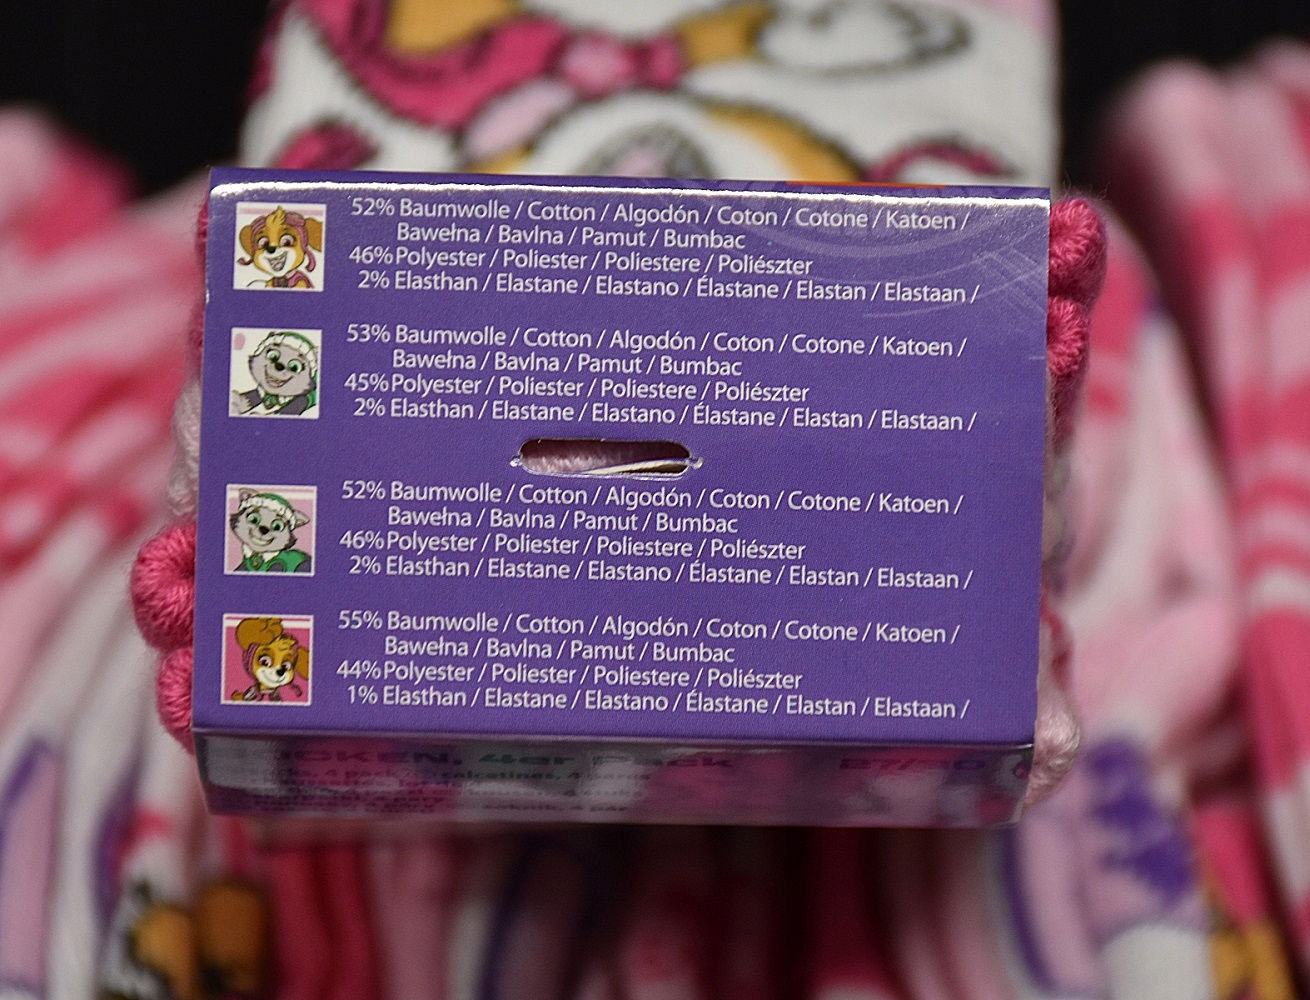 52% Baumwolle / Cotton / Algodón / Coton / Cotone / Katoen /
Bawełna / Bavlna / Pamut / Bumbac
46% Polyester / Poliester / Poliestere / Poliészter
2% Elasthan / Elastane / Elastano / Élastane / Elastan / Elastaan /
53% Baumwolle / Cotton / Algodón / Coton / Cotone / Katoen /
Bawełna / Bavlna / Pamut / Bumbac
45% Polyester / Poliester / Poliestere / Poliészter
2% Elasthan / Elastane / Elastano / Élastane / Elastan / Elastaan /
52% Baumwolle / Cotton / Algodón / Coton / Cotone / Katoen /
Bawełna / Bavlna / Pamut / Bumbac
46% Polyester / Poliester / Poliestere / Poliészter
2% Elasthan / Elastane / Elastano / Élastane / Elastan / Elastaan /
55% Baumwolle / Cotton / Algodón / Coton / Cotone / Katoen /
Bawełna / Bavlna / Pamut / Bumbac
44% Polyester / Poliester / Poliestere / Poliészter
1% Elasthan / Elastane / Elastano / Élastane / Elastan / Elastaan /
4er Pack